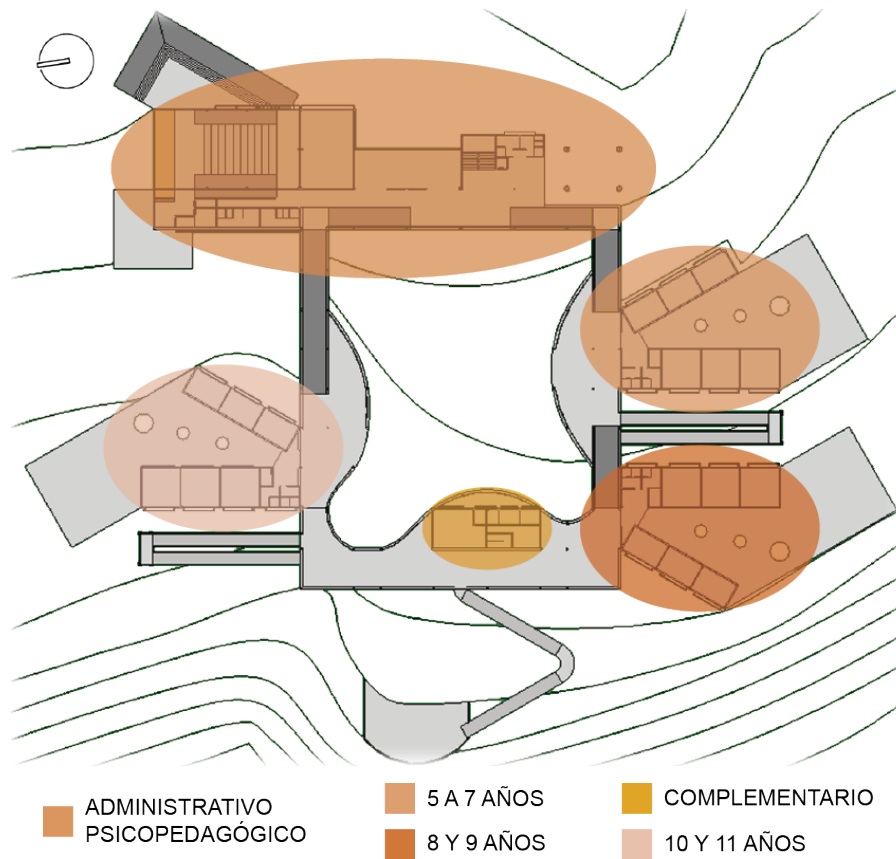 ADMINISTRATIVO
PSICOPEDAGÓGICO
5 A 7 AÑOS
8 Y 9 AÑOS
COMPLEMENTARIO
10 Y 11 AÑOS